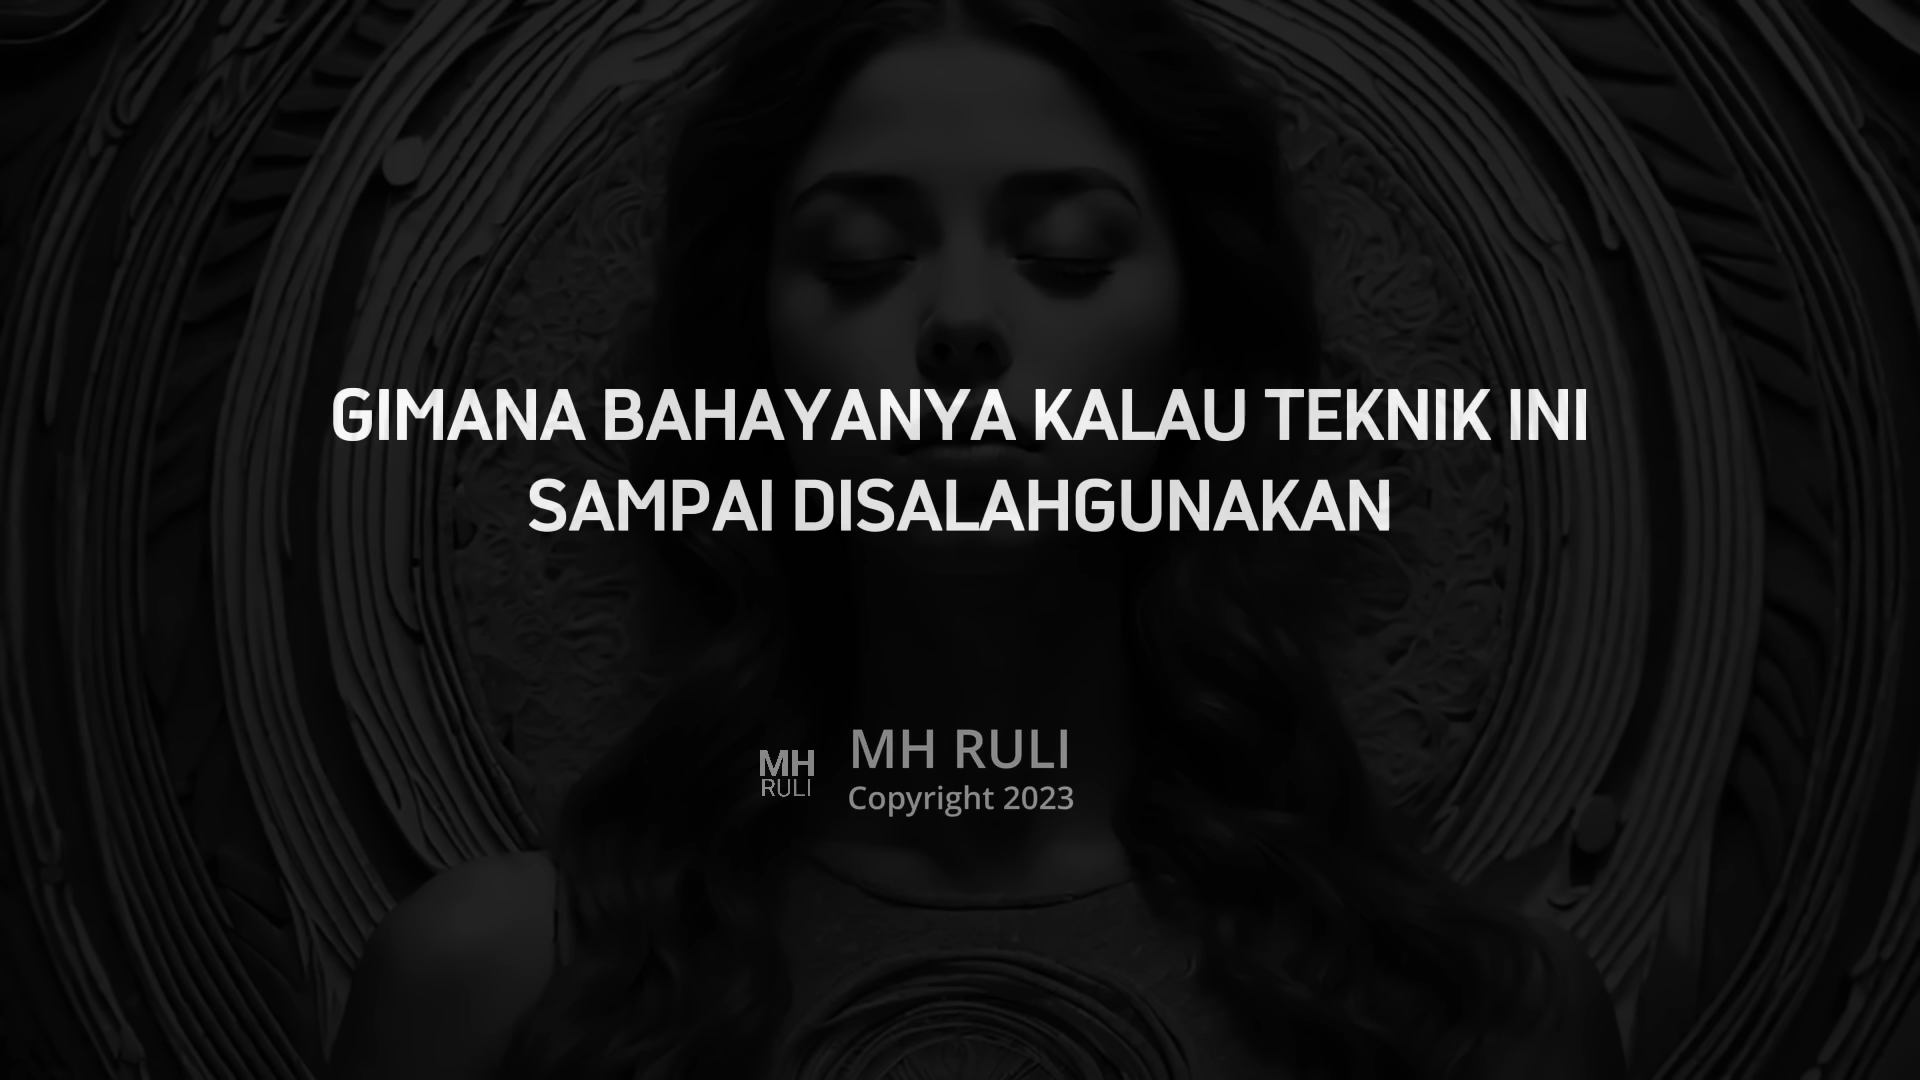 GIMANA BAHAYANYA KALAU TEKNIK INI
SAMPAI DISALAHGUNAKAN
MH
RULI
MH RULI
Copyright 2023